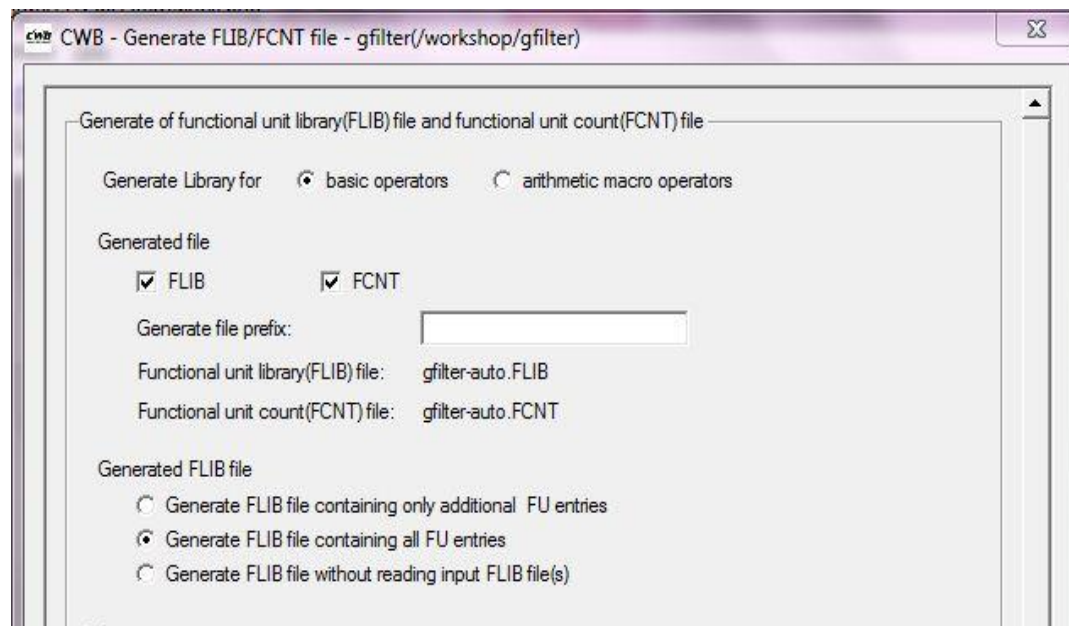 CWB CWB - Generate FLIB/FCNT file - gfilter(/workshop/gfilter)
Generate of functional unit library(FLIB) file and functional unit count(FCNT) file
Generate Library for basic operators arithmetic macro operators
Generated file
FLIB FCNT
Generate file prefix:
Functional unit library(FLIB) file: gfilter-auto.FLIB
Functional unit count(FCNT) file: gfilter-auto.FCNT
Generated FLIB file
Generate FLIB file containing only additional FU entries
Generate FLIB file containing all FU entries
Generate FLIB file without reading input FLIB file(s)